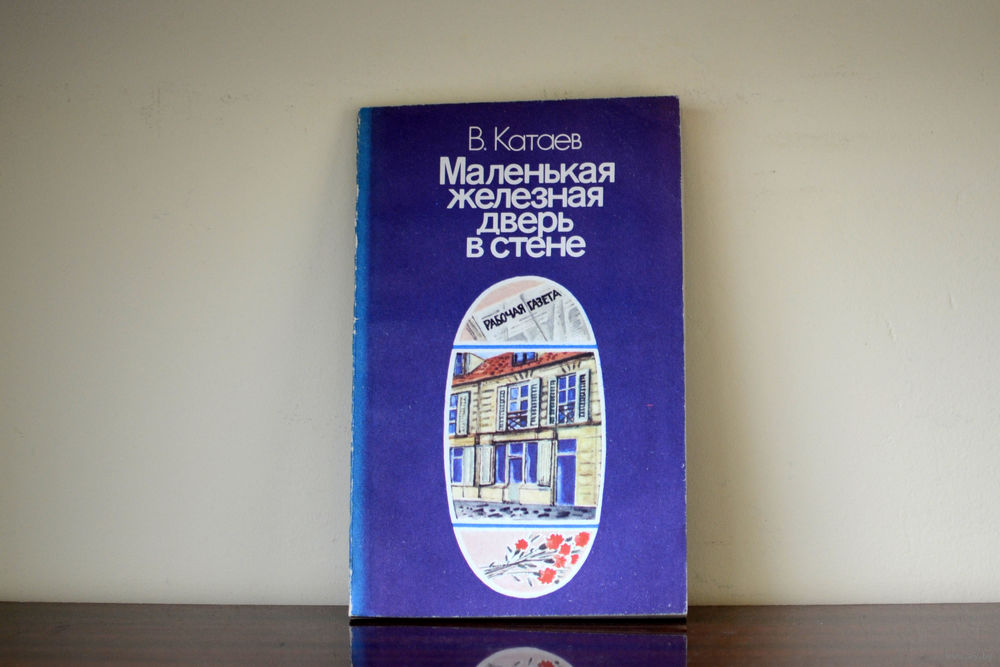 В. Катаев
Маленькая
железная
дверь
в стене
РАБОЧАЯ ГАЗЕТА